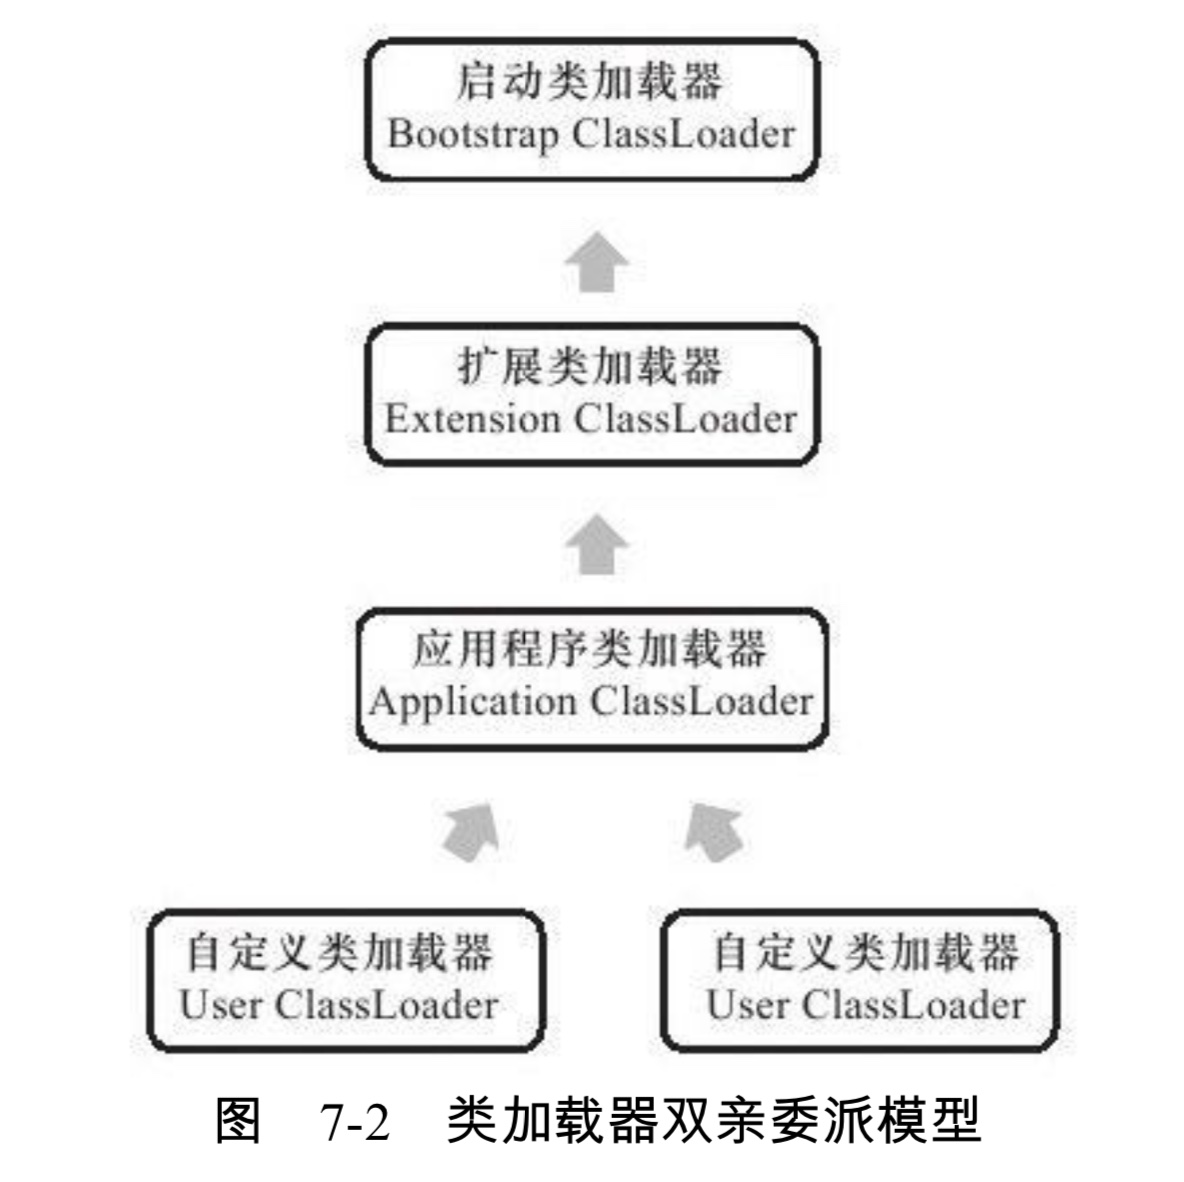 启动类加载器
Bootstrap ClassLoader
扩展类加载器
Extension ClassLoader
应用程序类加载器
Application ClassLoader
自定义类加载器
User ClassLoader
自定义类加载器
User ClassLoader
图 7-2 类加载器双亲委派模型